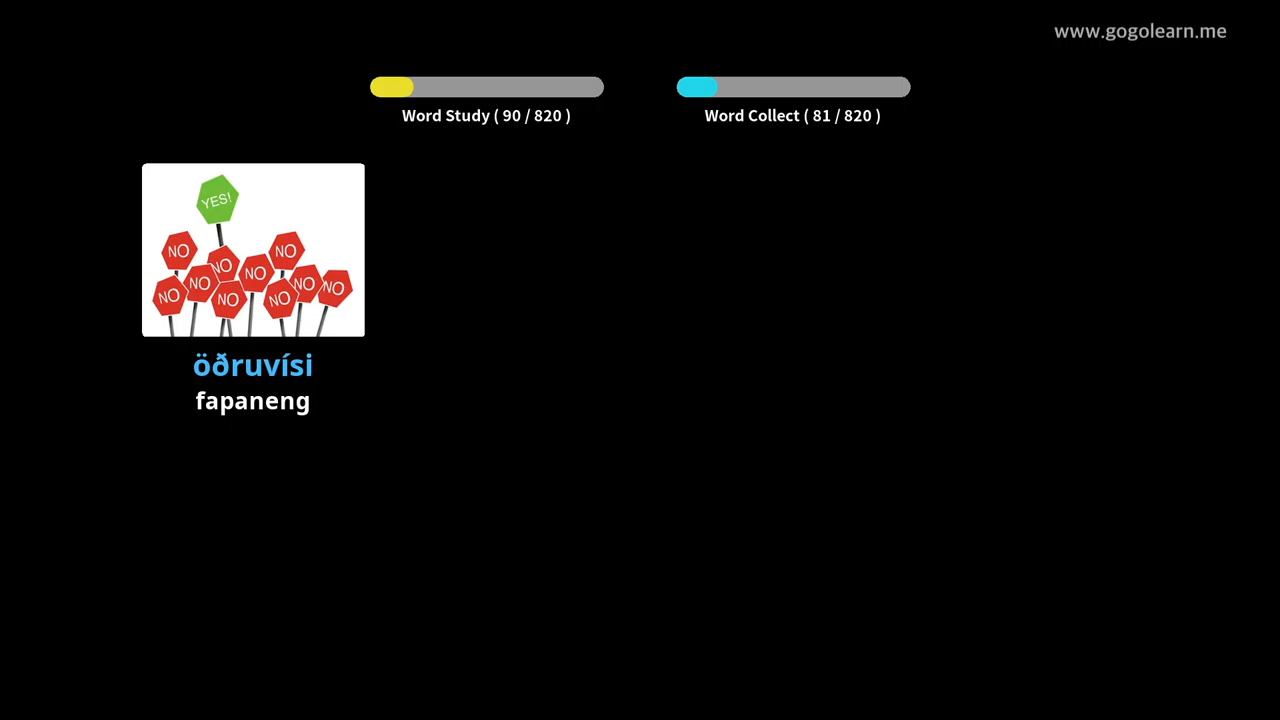 www.gogolearn.me
Word Study ( 90 / 820 )
Word Collect ( 81 / 820 )
YES!
NO
NO
NO
NO
NO
NO
NO
NO
NO
NO
öðruvísi
fapaneng